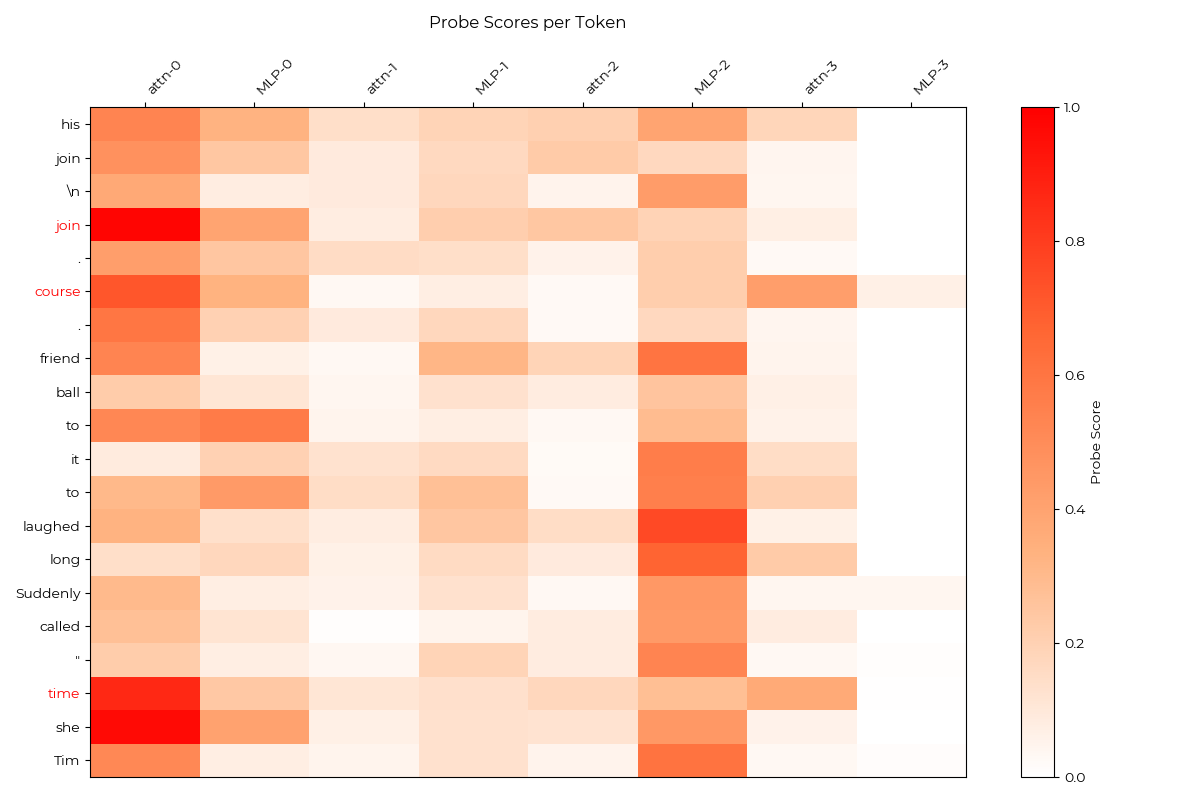 Probe Scores per Token
attn-0 MLP-0 attn-1 MLP-1 attn-2 MLP-2 attn-3 MLP-3
his
join
\n
join
.
course
.
friend
ball
to
it
to
laughed
long
Suddenly
called
"
time
she
Tim
1.0
0.8
0.6
0.4
0.2
0.0
Probe Score